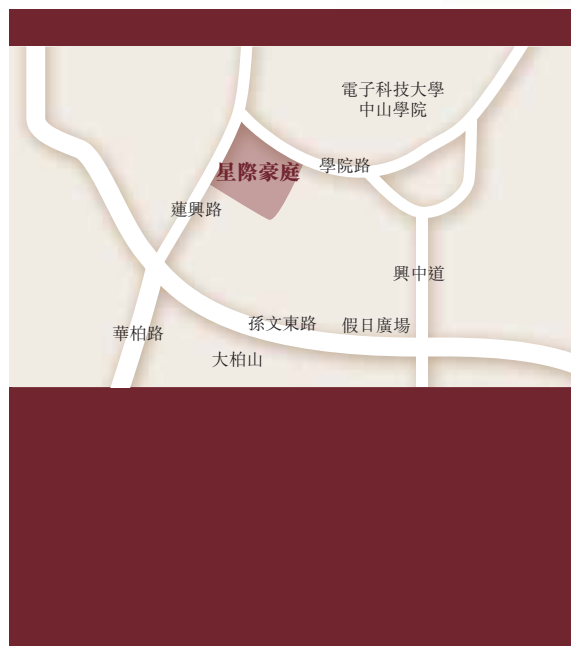 電子科技大學
中山學院
學院路
星際豪庭
蓮興路
興中道
孫文東路
假日廣場
華柏路
大柏山